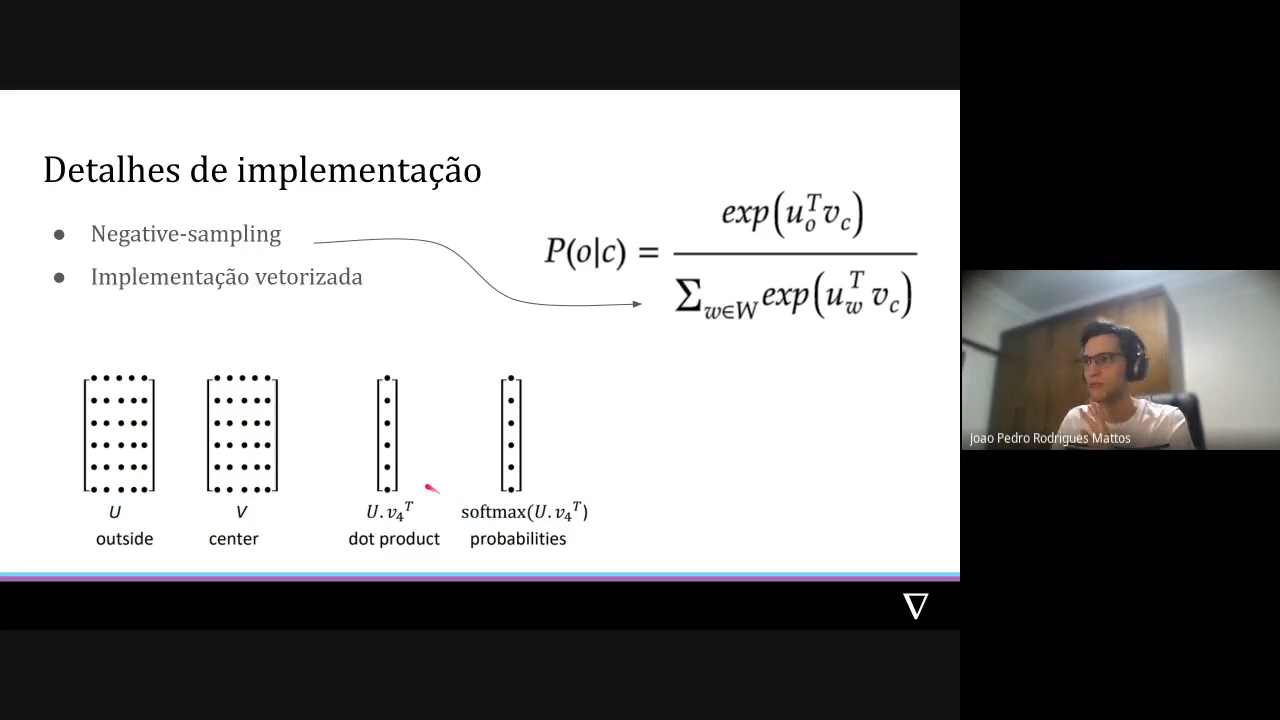 Detalhes de implementação
● Negative-sampling
● Implementação vetorizada
P(o|c) = exp(u_o^T v_c) / ∑_{w∈W} exp(u_w^T v_c)
U
outside
V
center
U.v_4^T
dot product
softmax(U.v_4^T)
probabilities
∇
Joao Pedro Rodrigues Mattos